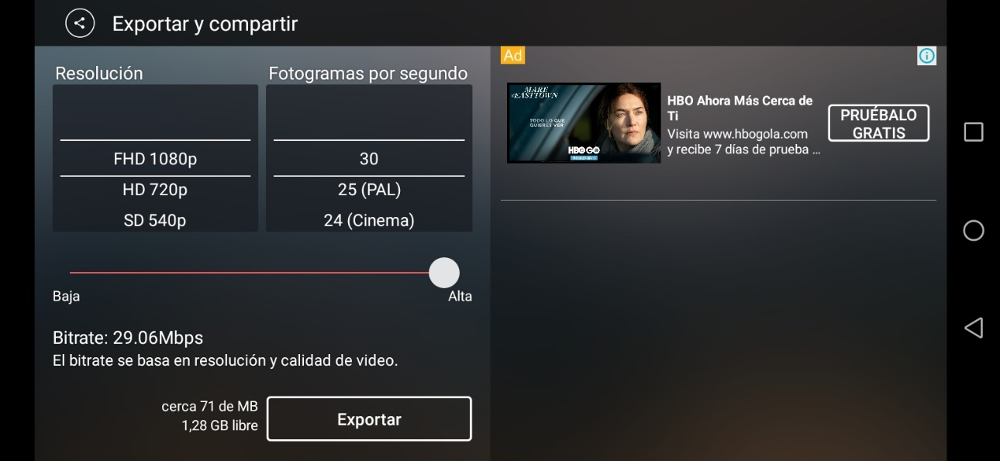 Exportar y compartir
Resolución
FHD 1080p
HD 720p
SD 540p
Fotogramas por segundo
30
25 (PAL)
24 (Cinema)
Baja
Alta
Bitrate: 29.06Mbps
El bitrate se basa en resolución y calidad de video.
cerca 71 de MB
1,28 GB libre
Exportar
Ad
MARE
of EASTTOWN
TODO LO QUE
QUIERES VER
HBO GO
HBO Ahora Más Cerca de
Ti
Visita www.hbogola.com
y recibe 7 días de prueba ...
PRUÉBALO
GRATIS